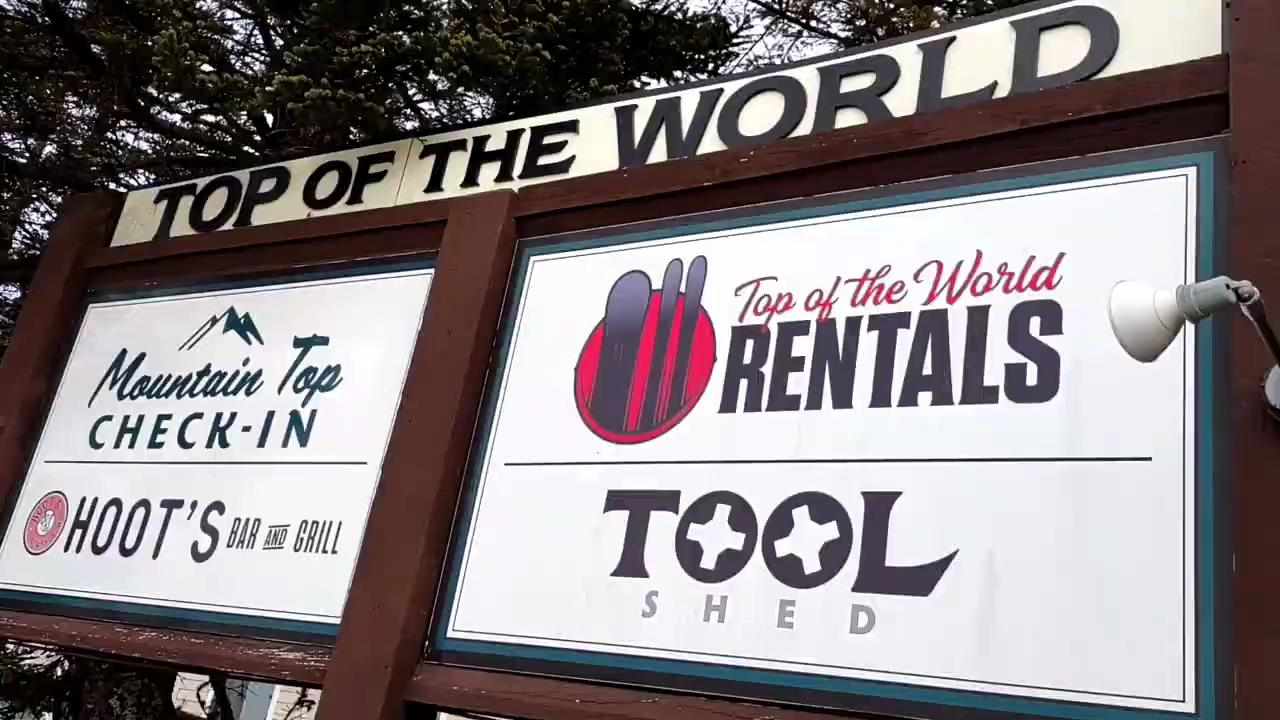 TOP OF THE WORLD
Mountain Top
CHECK-IN
HOOT'S BAR AND GRILL
Top of the World
RENTALS
TOOL
SHED